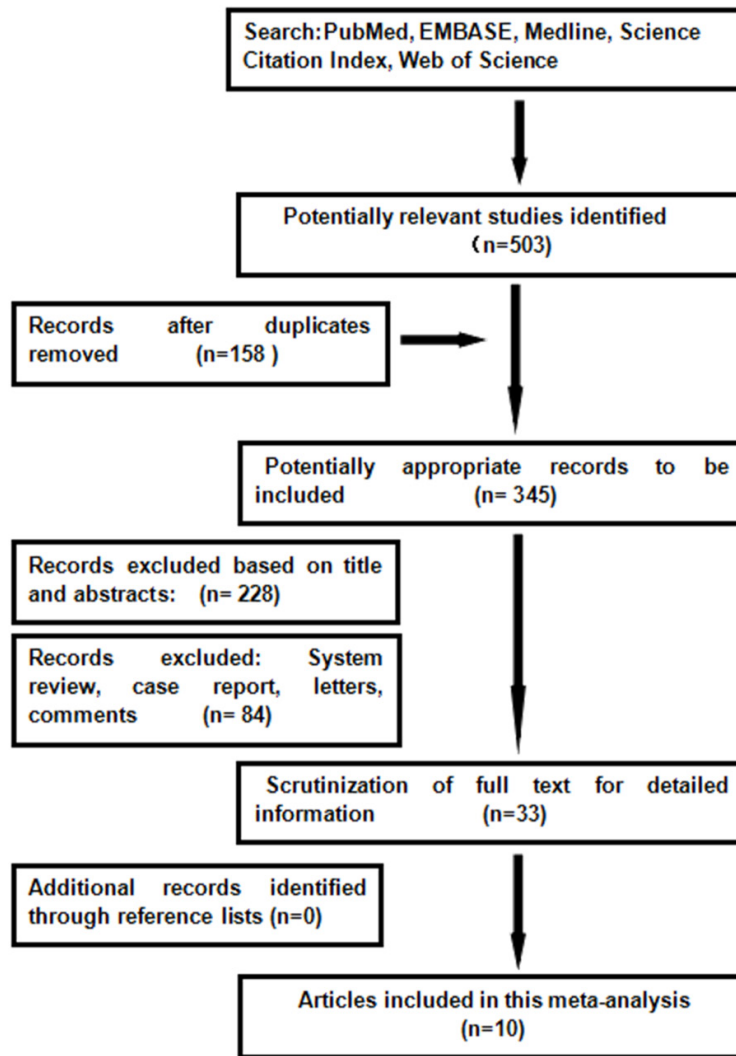 Search:PubMed, EMBASE, Medline, Science
Citation Index, Web of Science
Potentially relevant studies identified
(n=503)
Records after duplicates
removed (n=158 )
Potentially appropriate records to be
included (n= 345)
Records excluded based on title
and abstracts: (n= 228)
Records excluded: System
review, case report, letters,
comments (n= 84)
Scrutinization of full text for detailed
information (n=33)
Additional records identified
through reference lists (n=0)
Articles included in this meta-analysis
(n=10)